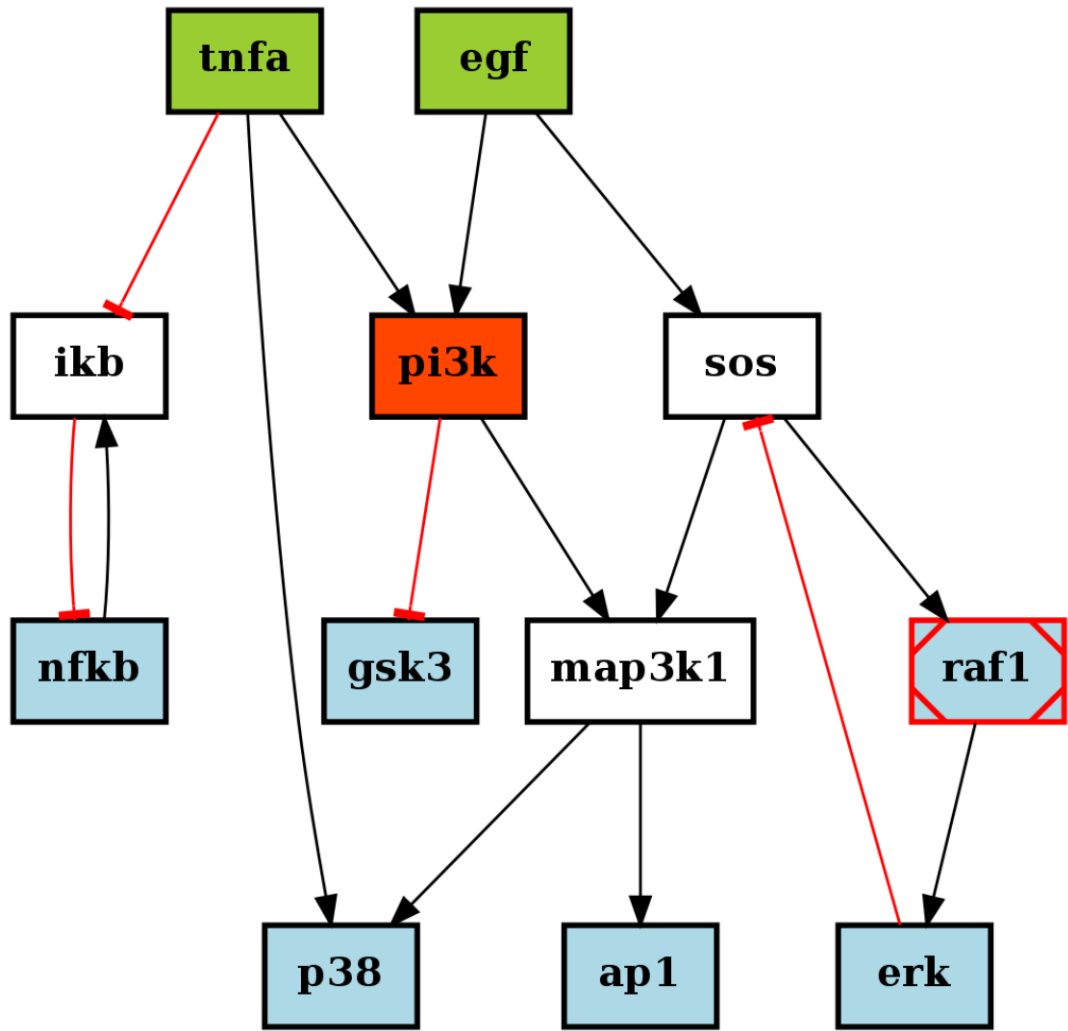 tnfa
egf
ikb
pi3k
sos
nfkb
gsk3
map3k1
raf1
p38
ap1
erk